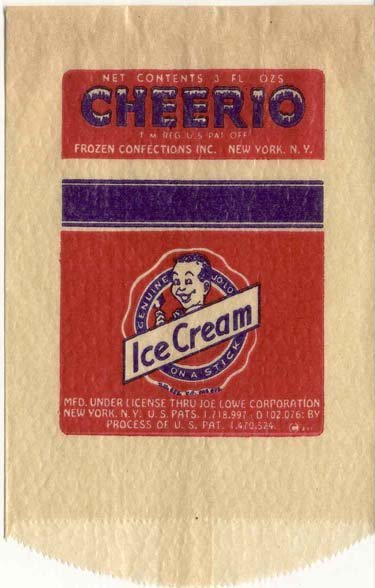 NET CONTENTS 3 FL. OZS
CHEERIO
T M REG U.S PAT OFF
FROZEN CONFECTIONS INC. NEW YORK. N.Y.
GENUINE JO-LO
Ice Cream
ON A STICK
MFD. UNDER LICENSE THRU JOE LOWE CORPORATION
NEW YORK. N.Y. U.S. PATS. 1,718,997 - D 102,076: BY
PROCESS OF U.S. PAT. 1,470,524.